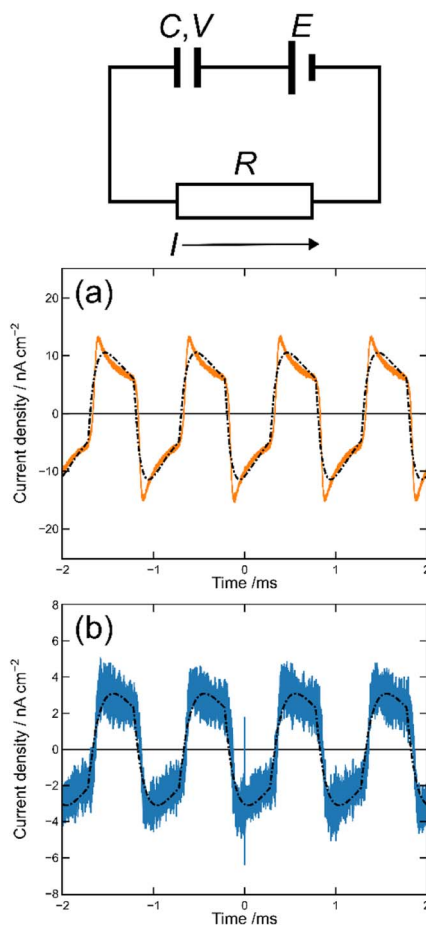 C,V E
R
I
(a)
Current density / nA cm⁻²
20
10
0
−10
−20
−2 −1 0 1 2
Time /ms
(b)
Current density / nA cm⁻²
8
6
4
2
0
−2
−4
−6
−8
−2 −1 0 1 2
Time /ms